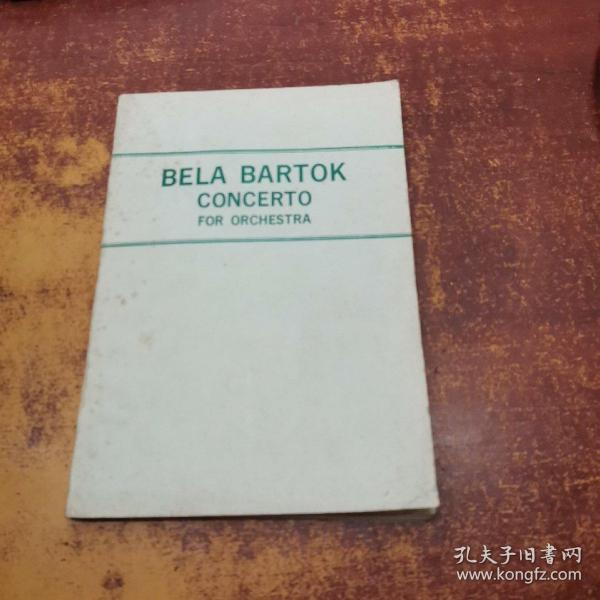 BELA BARTOK
CONCERTO
FOR ORCHESTRA
孔夫子旧书网
www.kongfz.com